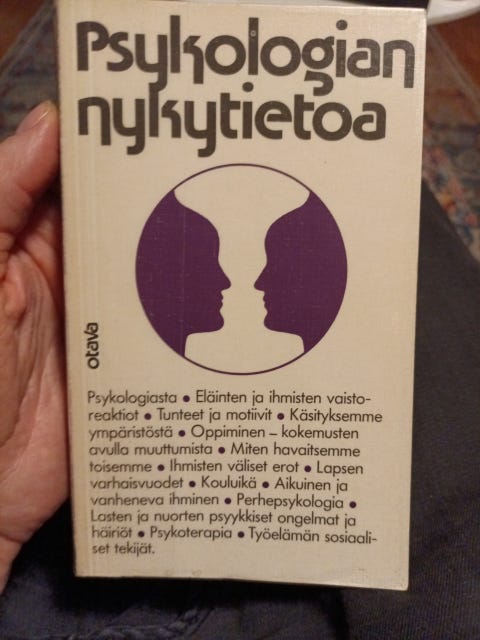 Psykologian
nykytietoa
otava
Psykologiasta • Eläinten ja ihmisten vaisto-
reaktiot • Tunteet ja motiivit • Käsityksemme
ympäristöstä • Oppiminen – kokemusten
avulla muuttumista • Miten havaitsemme
toisemme • Ihmisten väliset erot • Lapsen
varhaisvuodet • Kouluikä • Aikuinen ja
vanheneva ihminen • Perhepsykologia •
Lasten ja nuorten psyykkiset ongelmat ja
häiriöt • Psykoterapia • Työelämän sosiaali-
set tekijät.